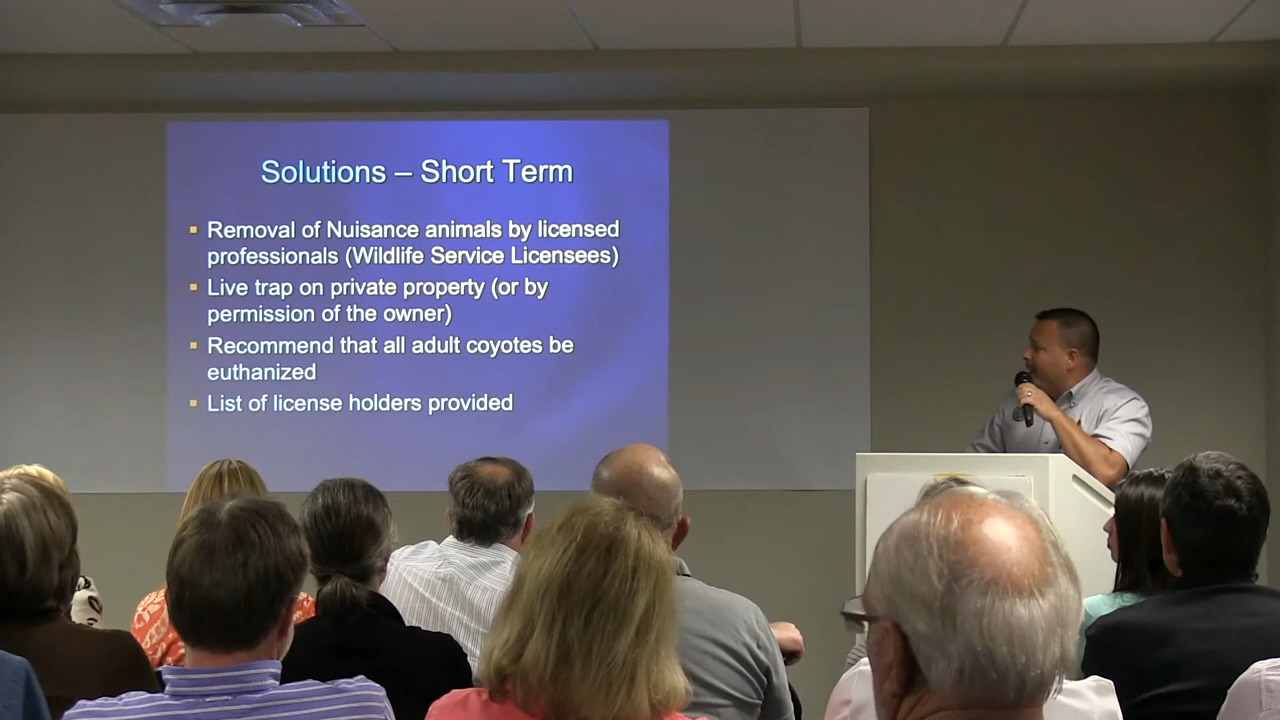 Solutions – Short Term
▪ Removal of Nuisance animals by licensed
professionals (Wildlife Service Licensees)
▪ Live trap on private property (or by
permission of the owner)
▪ Recommend that all adult coyotes be
euthanized
▪ List of license holders provided